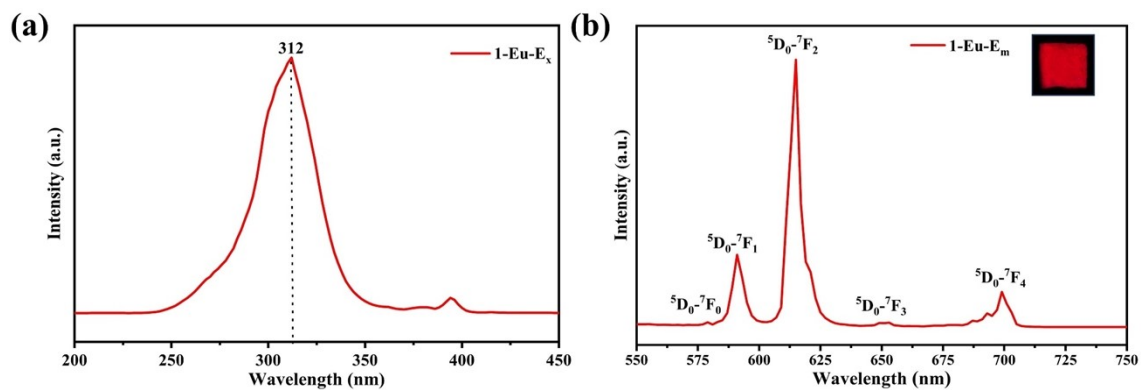 (a)
312
1-Eu-Eₓ
Intensity (a.u.)
200 250 300 350 400 450
Wavelength (nm)
(b)
⁵D₀-⁷F₂
1-Eu-Eₘ
⁵D₀-⁷F₁
⁵D₀-⁷F₀
⁵D₀-⁷F₃
⁵D₀-⁷F₄
Intensity (a.u.)
550 575 600 625 650 675 700 725 750
Wavelength (nm)